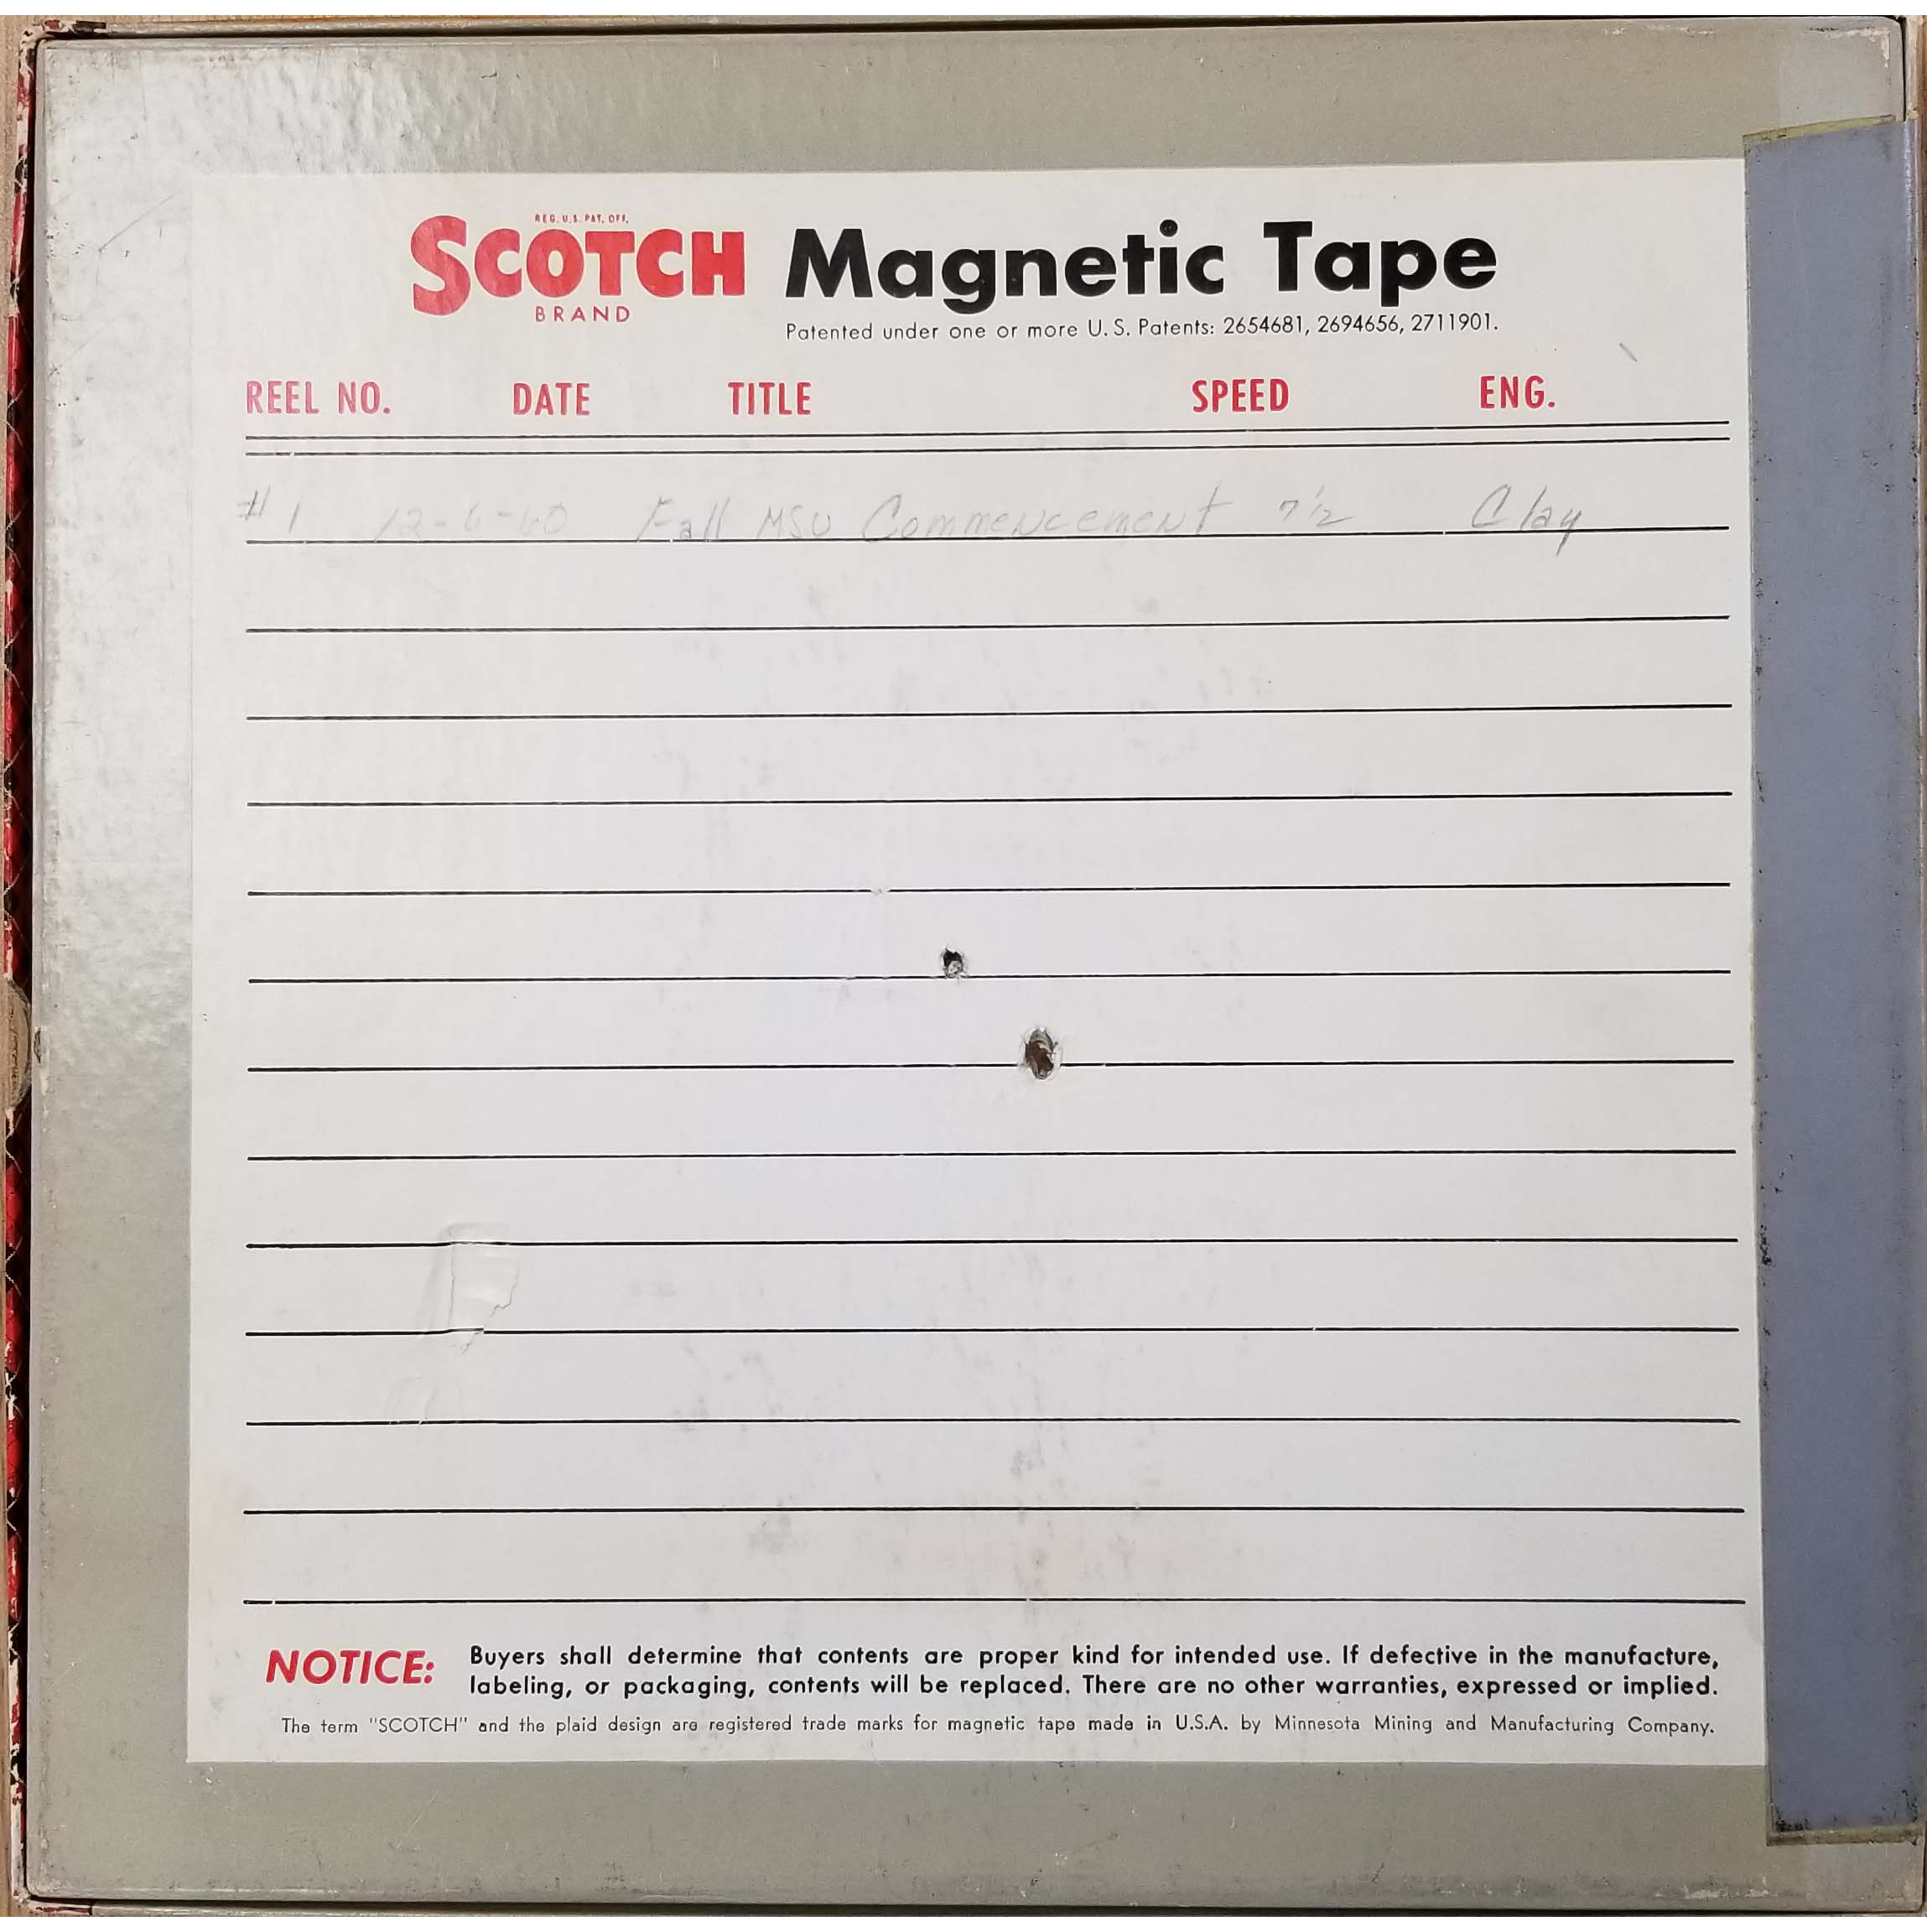 REG. U.S. PAT. OFF.
SCOTCH Magnetic Tape
BRAND
Patented under one or more U.S. Patents: 2654681, 2694656, 2711901.
REEL NO. DATE TITLE SPEED ENG.
#1 12-6-60 Fall MSU Commencement 7½ Clay
NOTICE: Buyers shall determine that contents are proper kind for intended use. If defective in the manufacture,
labeling, or packaging, contents will be replaced. There are no other warranties, expressed or implied.
The term "SCOTCH" and the plaid design are registered trade marks for magnetic tape made in U.S.A. by Minnesota Mining and Manufacturing Company.